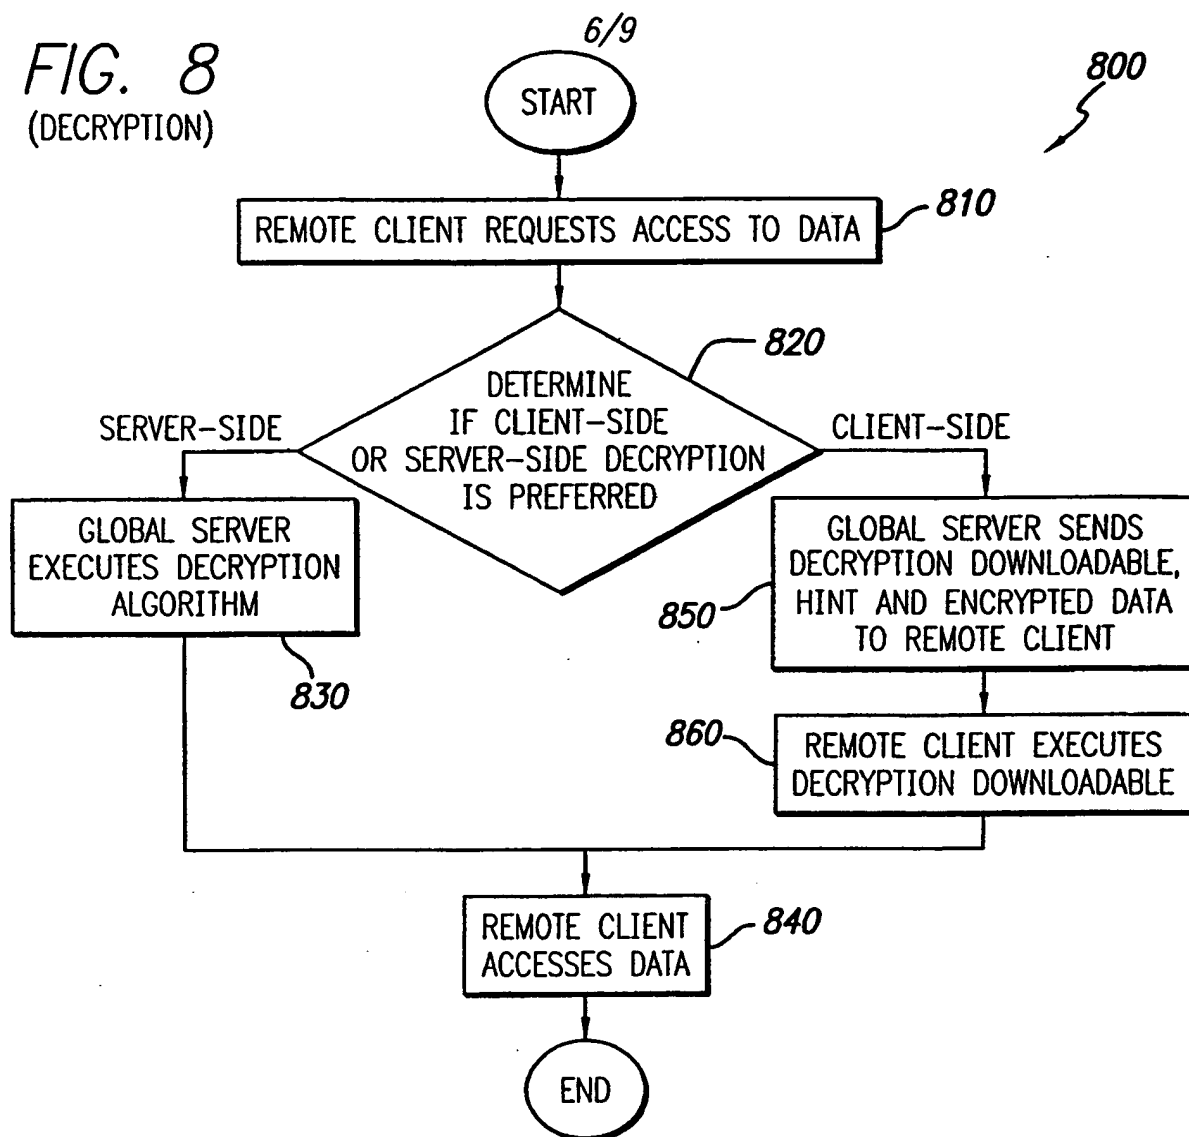 6/9
FIG. 8
(DECRYPTION)
START
800
REMOTE CLIENT REQUESTS ACCESS TO DATA
810
DETERMINE
IF CLIENT-SIDE
OR SERVER-SIDE DECRYPTION
IS PREFERRED
820
SERVER-SIDE
CLIENT-SIDE
GLOBAL SERVER
EXECUTES DECRYPTION
ALGORITHM
830
GLOBAL SERVER SENDS
DECRYPTION DOWNLOADABLE,
HINT AND ENCRYPTED DATA
TO REMOTE CLIENT
850
REMOTE CLIENT EXECUTES
DECRYPTION DOWNLOADABLE
860
REMOTE CLIENT
ACCESSES DATA
840
END